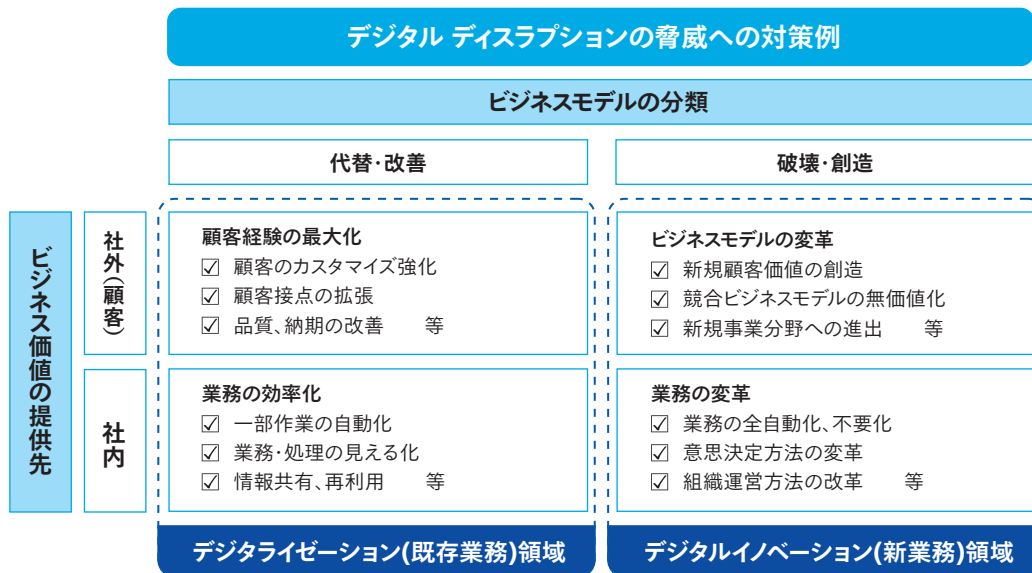 デジタル ディスラプションの脅威への対策例
ビジネスモデルの分類
代替・改善
破壊・創造
ビジネス価値の提供先
社外(顧客)
顧客経験の最大化
☑ 顧客のカスタマイズ強化
☑ 顧客接点の拡張
☑ 品質、納期の改善 等
ビジネスモデルの変革
☑ 新規顧客価値の創造
☑ 競合ビジネスモデルの無価値化
☑ 新規事業分野への進出 等
社内
業務の効率化
☑ 一部作業の自動化
☑ 業務・処理の見える化
☑ 情報共有、再利用 等
業務の変革
☑ 業務の全自動化、不要化
☑ 意思決定方法の変革
☑ 組織運営方法の改革 等
デジタライゼーション(既存業務)領域
デジタルイノベーション(新業務)領域